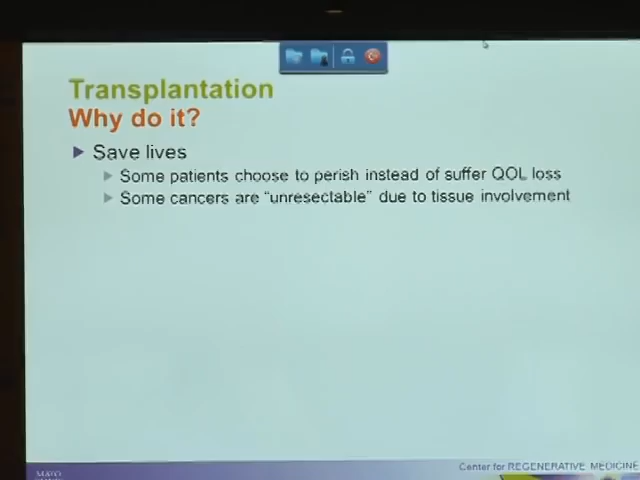 Transplantation
Why do it?
Save lives
Some patients choose to perish instead of suffer QOL loss
Some cancers are "unresectable" due to tissue involvement
Center for REGENERATIVE MEDICINE
MAYO